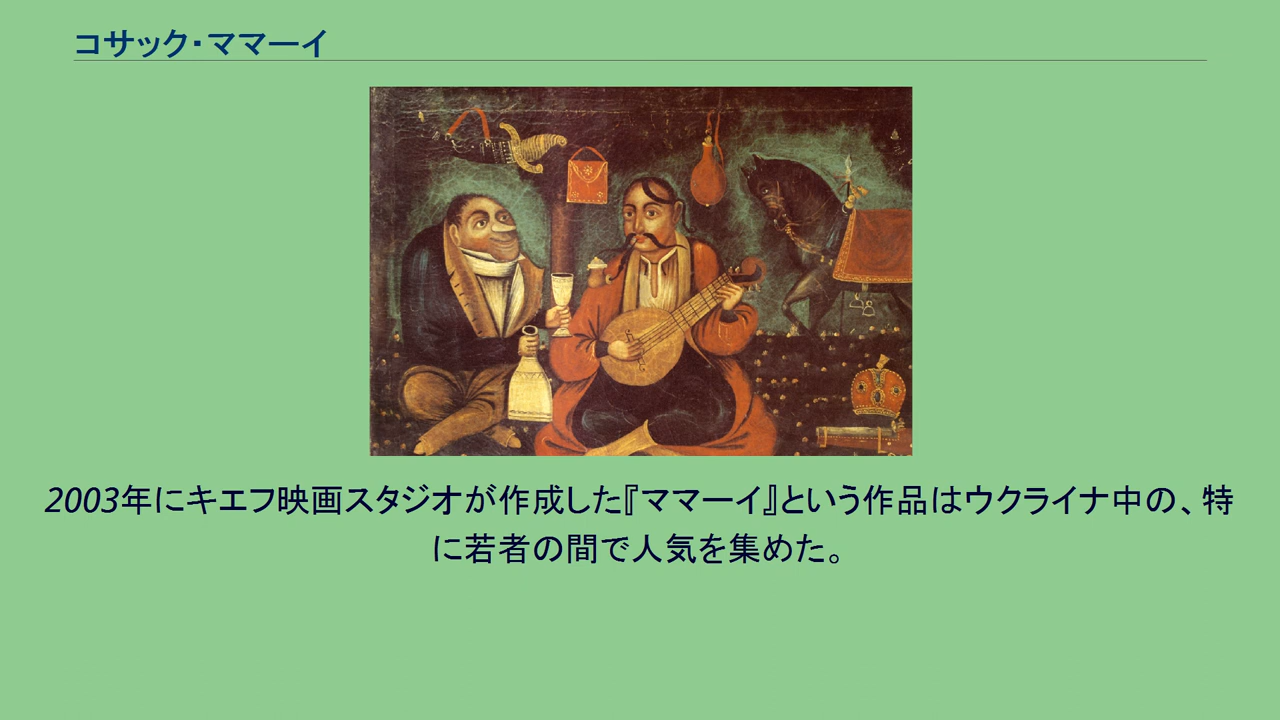 コサック・ママーイ
2003年にキエフ映画スタジオが作成した『ママーイ』という作品はウクライナ中の、特
に若者の間で人気を集めた。